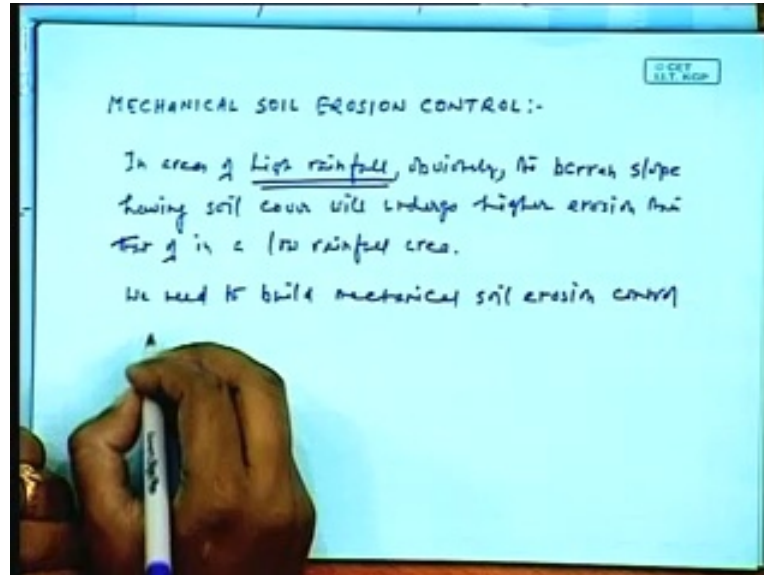 © CET
I.I.T. KGP
MECHANICAL SOIL EROSION CONTROL:-
In areas of high rainfall, obviously, the barren slope
having soil cover will undergo higher erosion than
that of in a low rainfall area.
We need to build mechanical soil erosion control